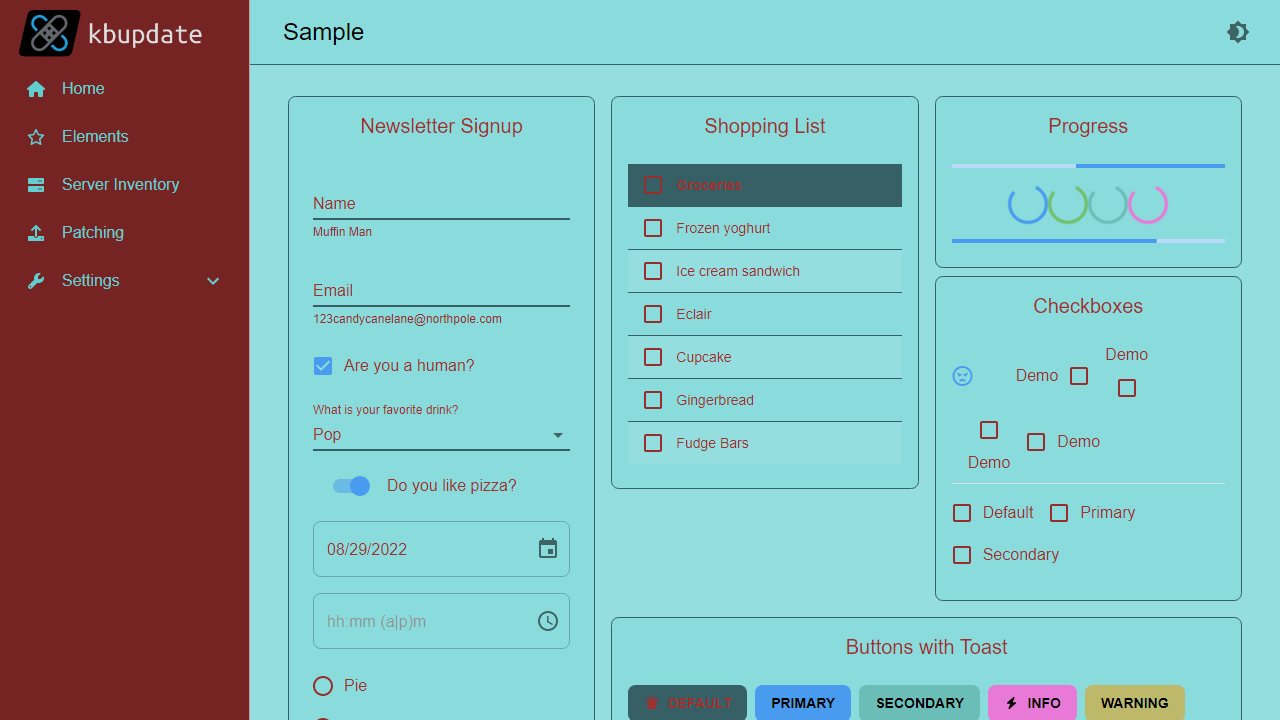 kbupdate
Home
Elements
Server Inventory
Patching
Settings
Sample
Newsletter Signup
Name
Muffin Man
Email
123candycanelane@northpole.com
Are you a human?
What is your favorite drink?
Pop
Do you like pizza?
08/29/2022
hh:mm (a|p)m
Pie
Shopping List
Groceries
Frozen yoghurt
Ice cream sandwich
Eclair
Cupcake
Gingerbread
Fudge Bars
Progress
Checkboxes
Demo
Demo
Demo
Demo
Default
Primary
Secondary
Buttons with Toast
DEFAULT
PRIMARY
SECONDARY
INFO
WARNING